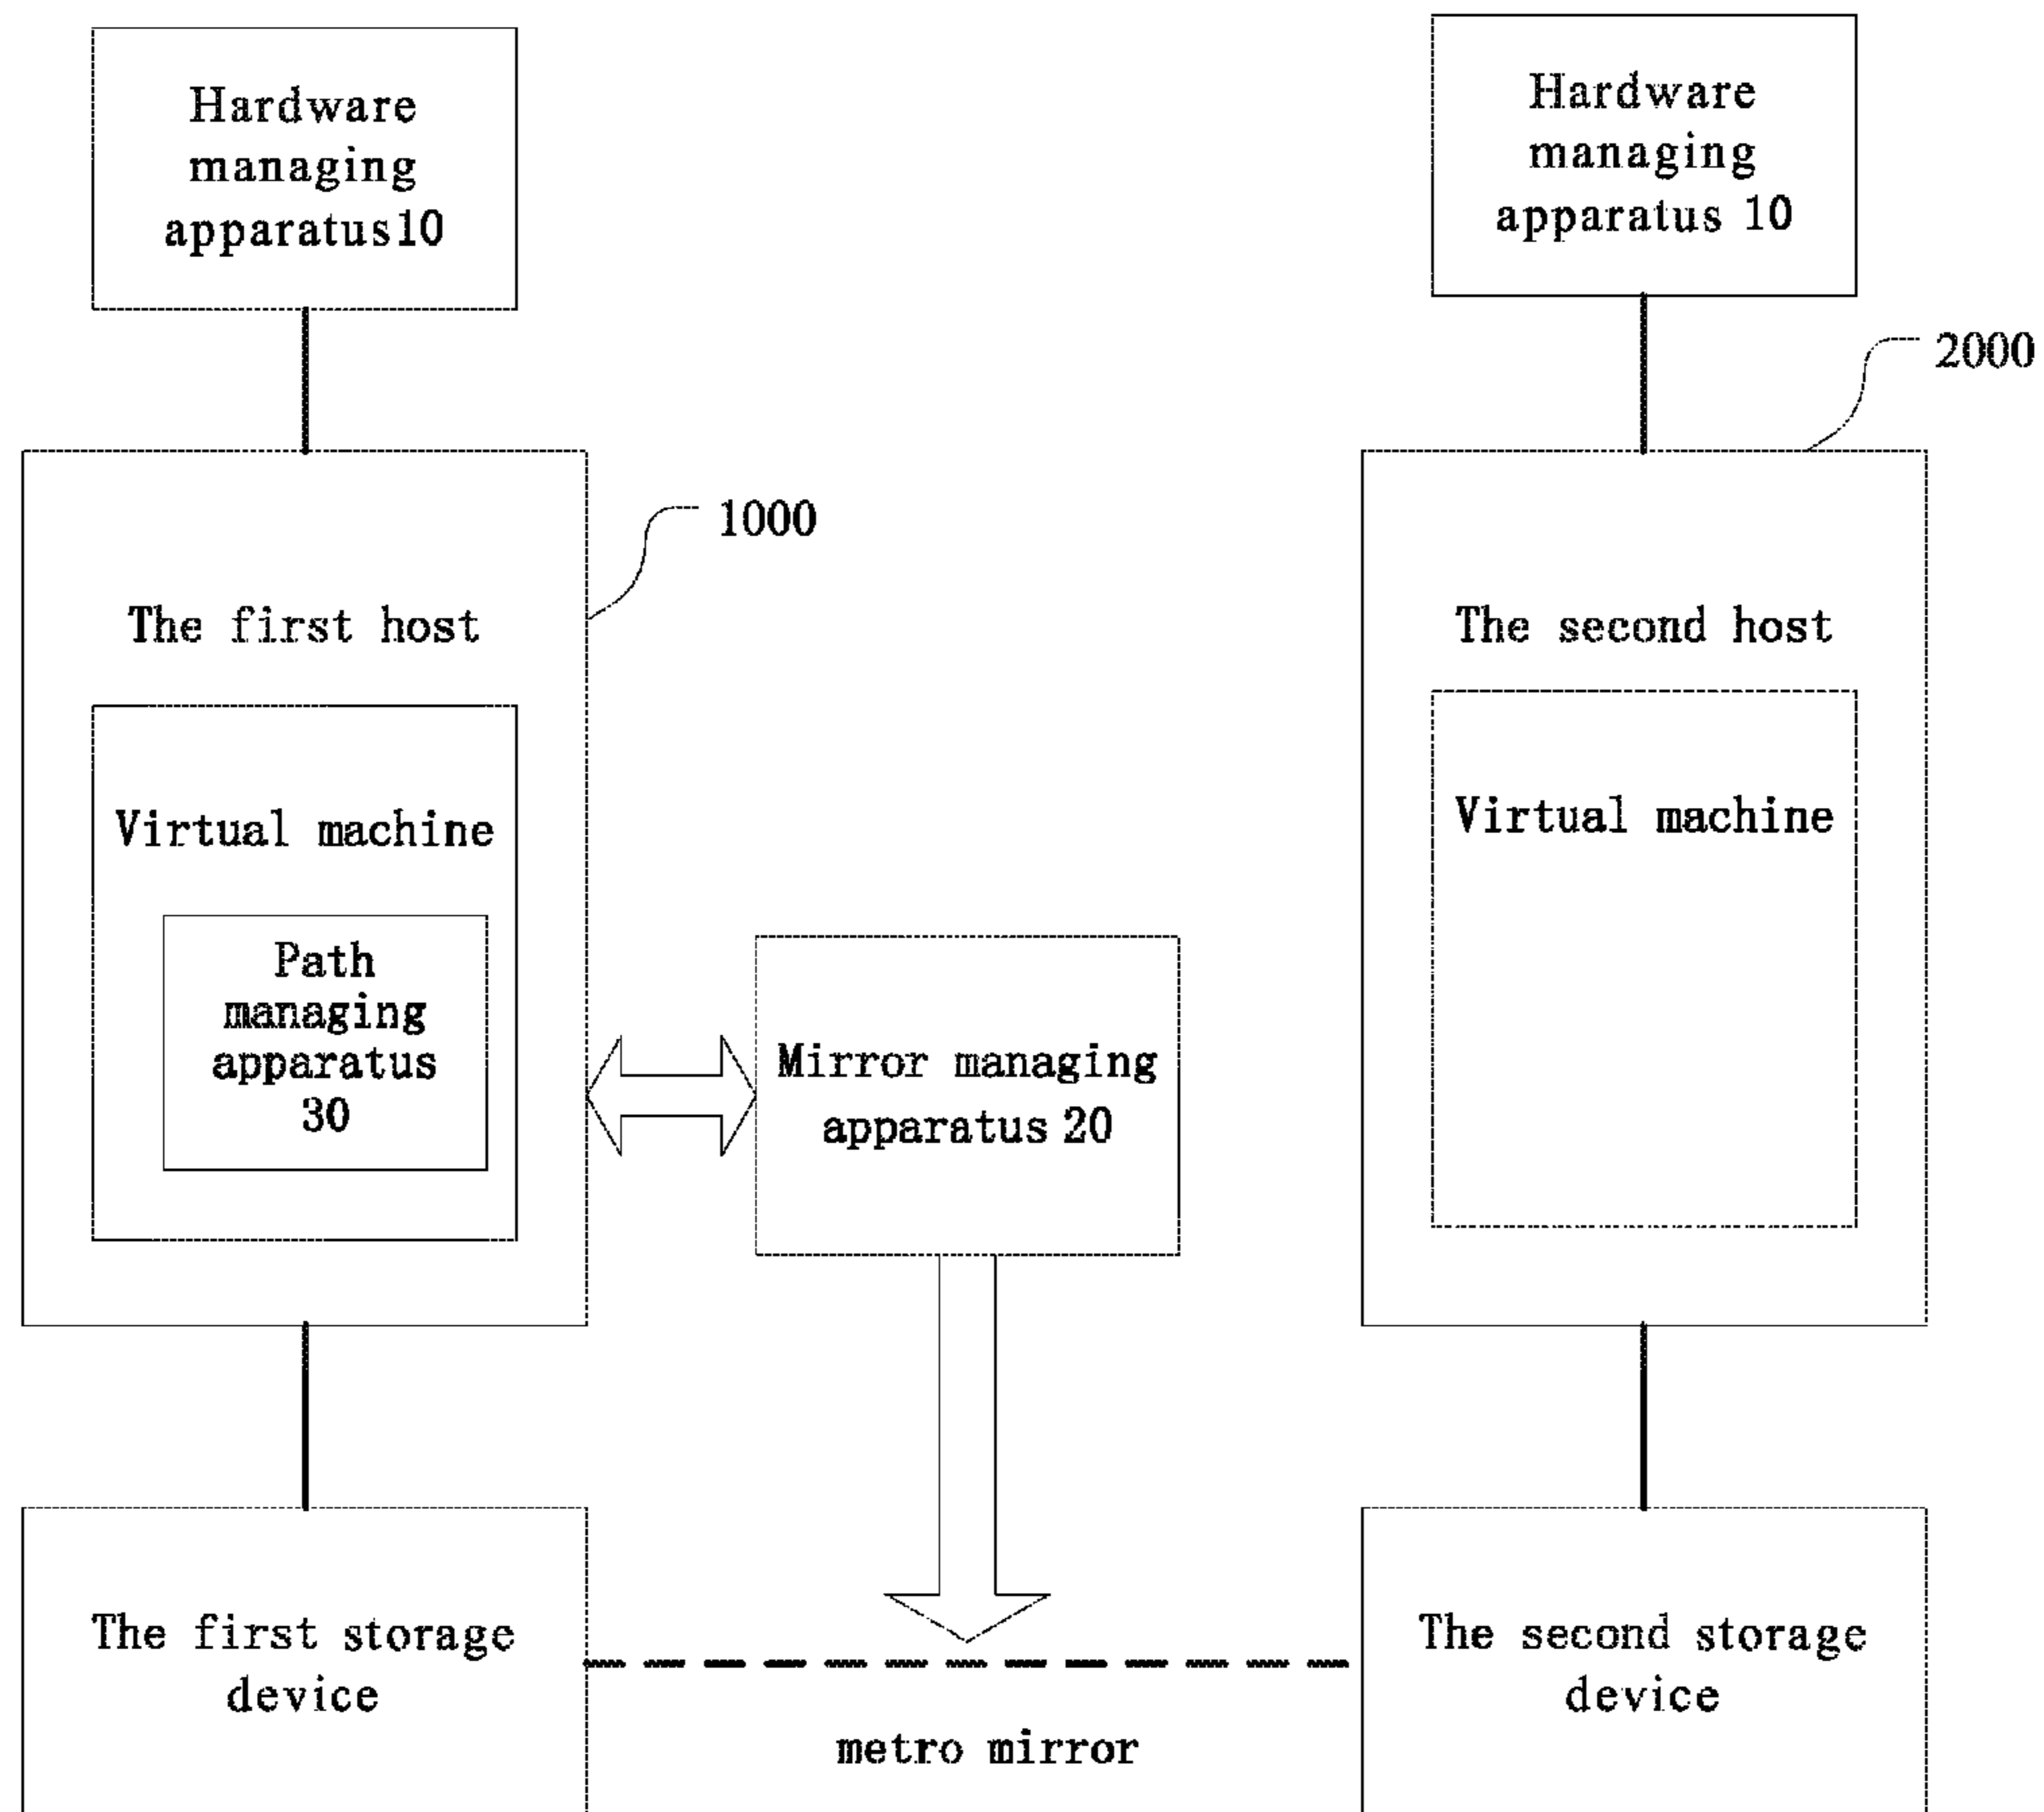 Hardware
managing
apparatus10
Hardware
managing
apparatus 10
2000
1000
The first host
The second host
Virtual machine
Virtual machine
Path
managing
apparatus
30
Mirror managing
apparatus 20
The first storage
device
The second storage
device
metro mirror